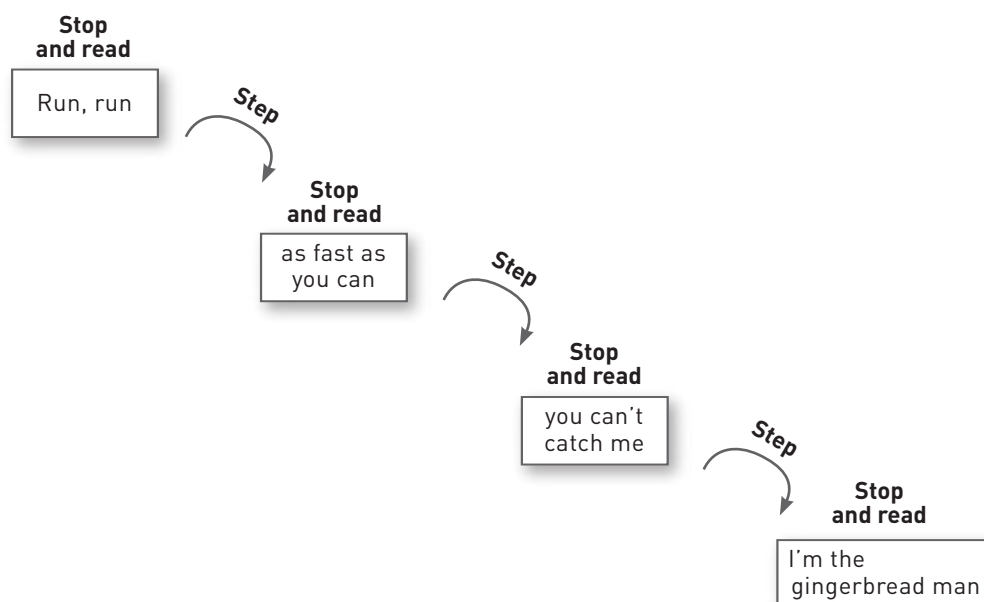 Stop
and read
Run, run
Step
Stop
and read
as fast as
you can
Step
Stop
and read
you can't
catch me
Step
Stop
and read
I'm the
gingerbread man